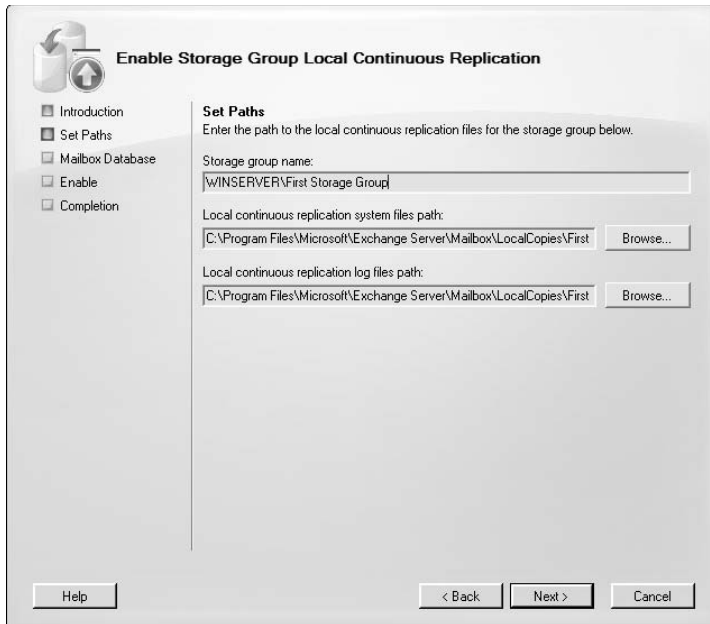 Enable Storage Group Local Continuous Replication
Introduction
Set Paths
Mailbox Database
Enable
Completion
Set Paths
Enter the path to the local continuous replication files for the storage group below.
Storage group name:
WINSERVER\First Storage Group
Local continuous replication system files path:
C:\Program Files\Microsoft\Exchange Server\Mailbox\LocalCopies\First
Browse...
Local continuous replication log files path:
C:\Program Files\Microsoft\Exchange Server\Mailbox\LocalCopies\First
Browse...
Help
< Back
Next >
Cancel